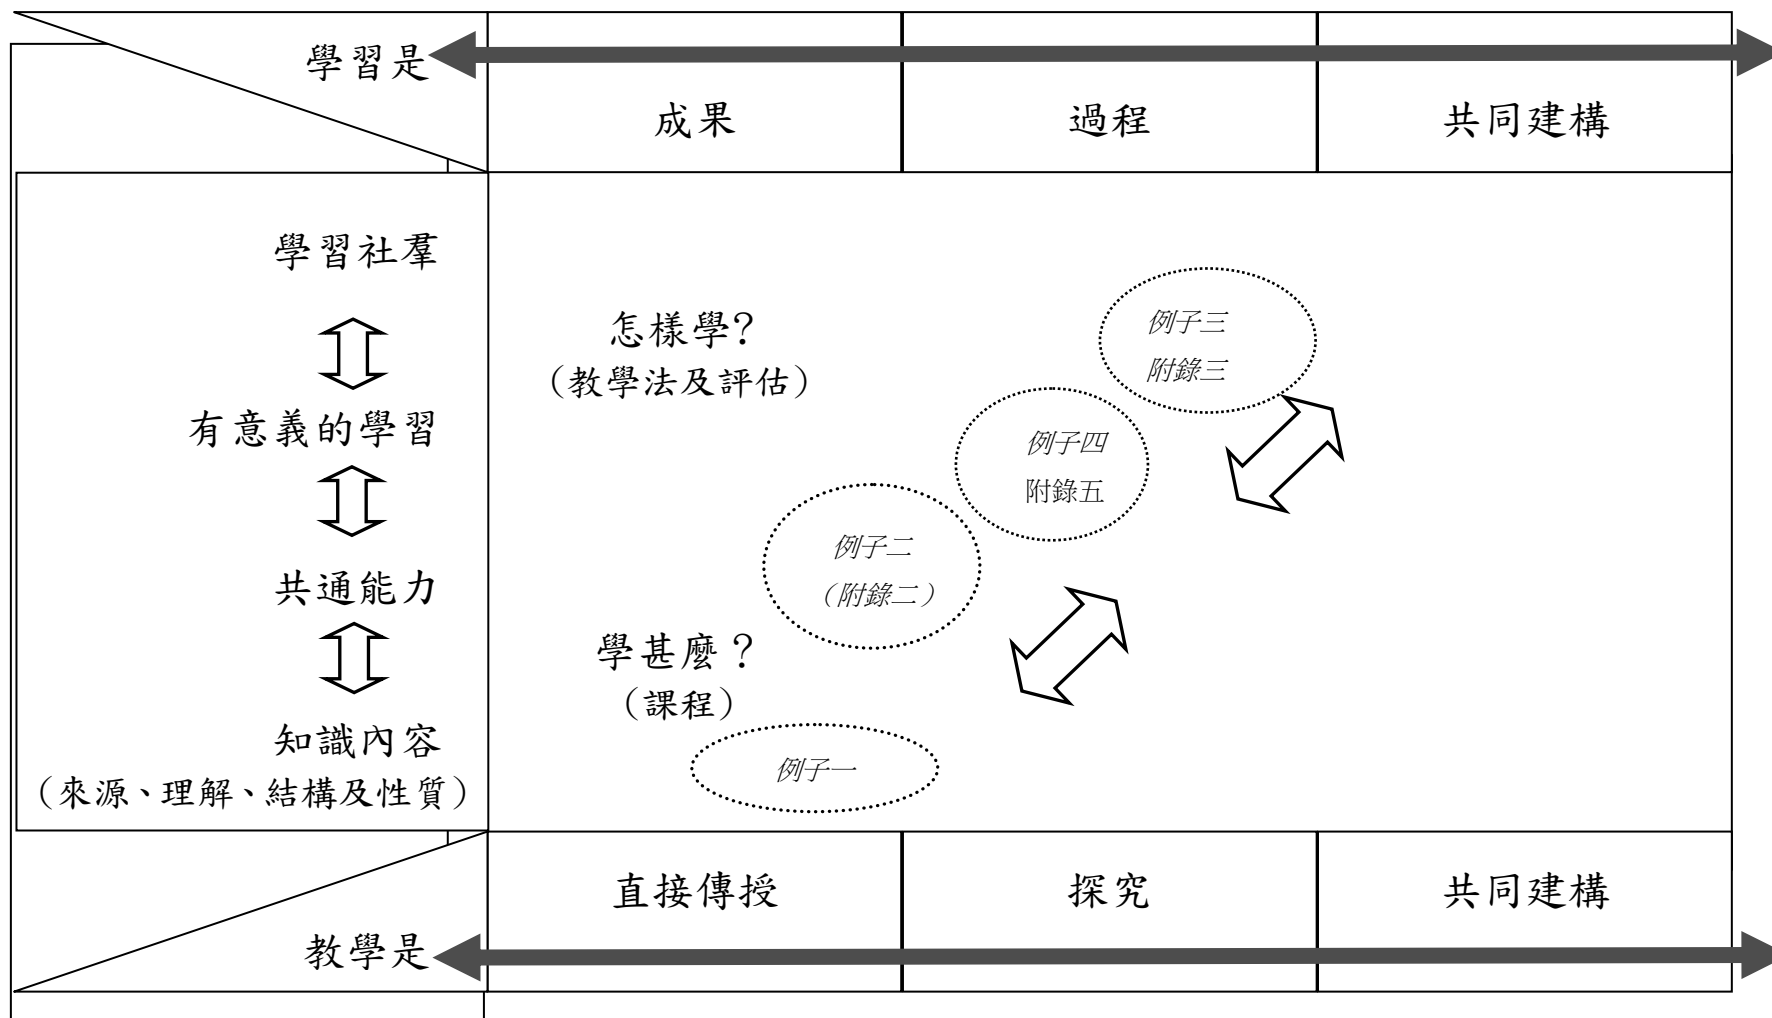 學習是
成果
過程
共同建構
學習社羣
有意義的學習
共通能力
知識內容
（來源、理解、結構及性質）
怎樣學？
（教學法及評估）
例子三
附錄三
例子四
附錄五
例子二
（附錄二）
學甚麼？
（課程）
例子一
直接傳授
探究
共同建構
教學是